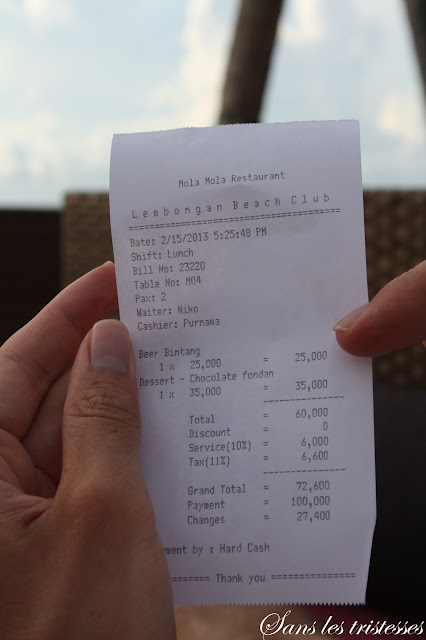 Mola Mola Restaurant
Lembongan Beach Club
=====================================
Date: 2/15/2013 5:25:48 PM
Shift: Lunch
Bill No: 23220
Table No: M04
Pax: 2
Waiter: Niko
Cashier: Purnama
Beer Bintang
1 x 25,000 = 25,000
Dessert - Chocolate fondan
1 x 35,000 = 35,000
---------------
Total = 60,000
Discount = 0
Service(10%) = 6,000
Tax(11%) = 6,600
---------------
Grand Total = 72,600
Payment = 100,000
Changes = 27,400
yment by : Hard Cash
======= Thank you ===============
Sans les tristesses